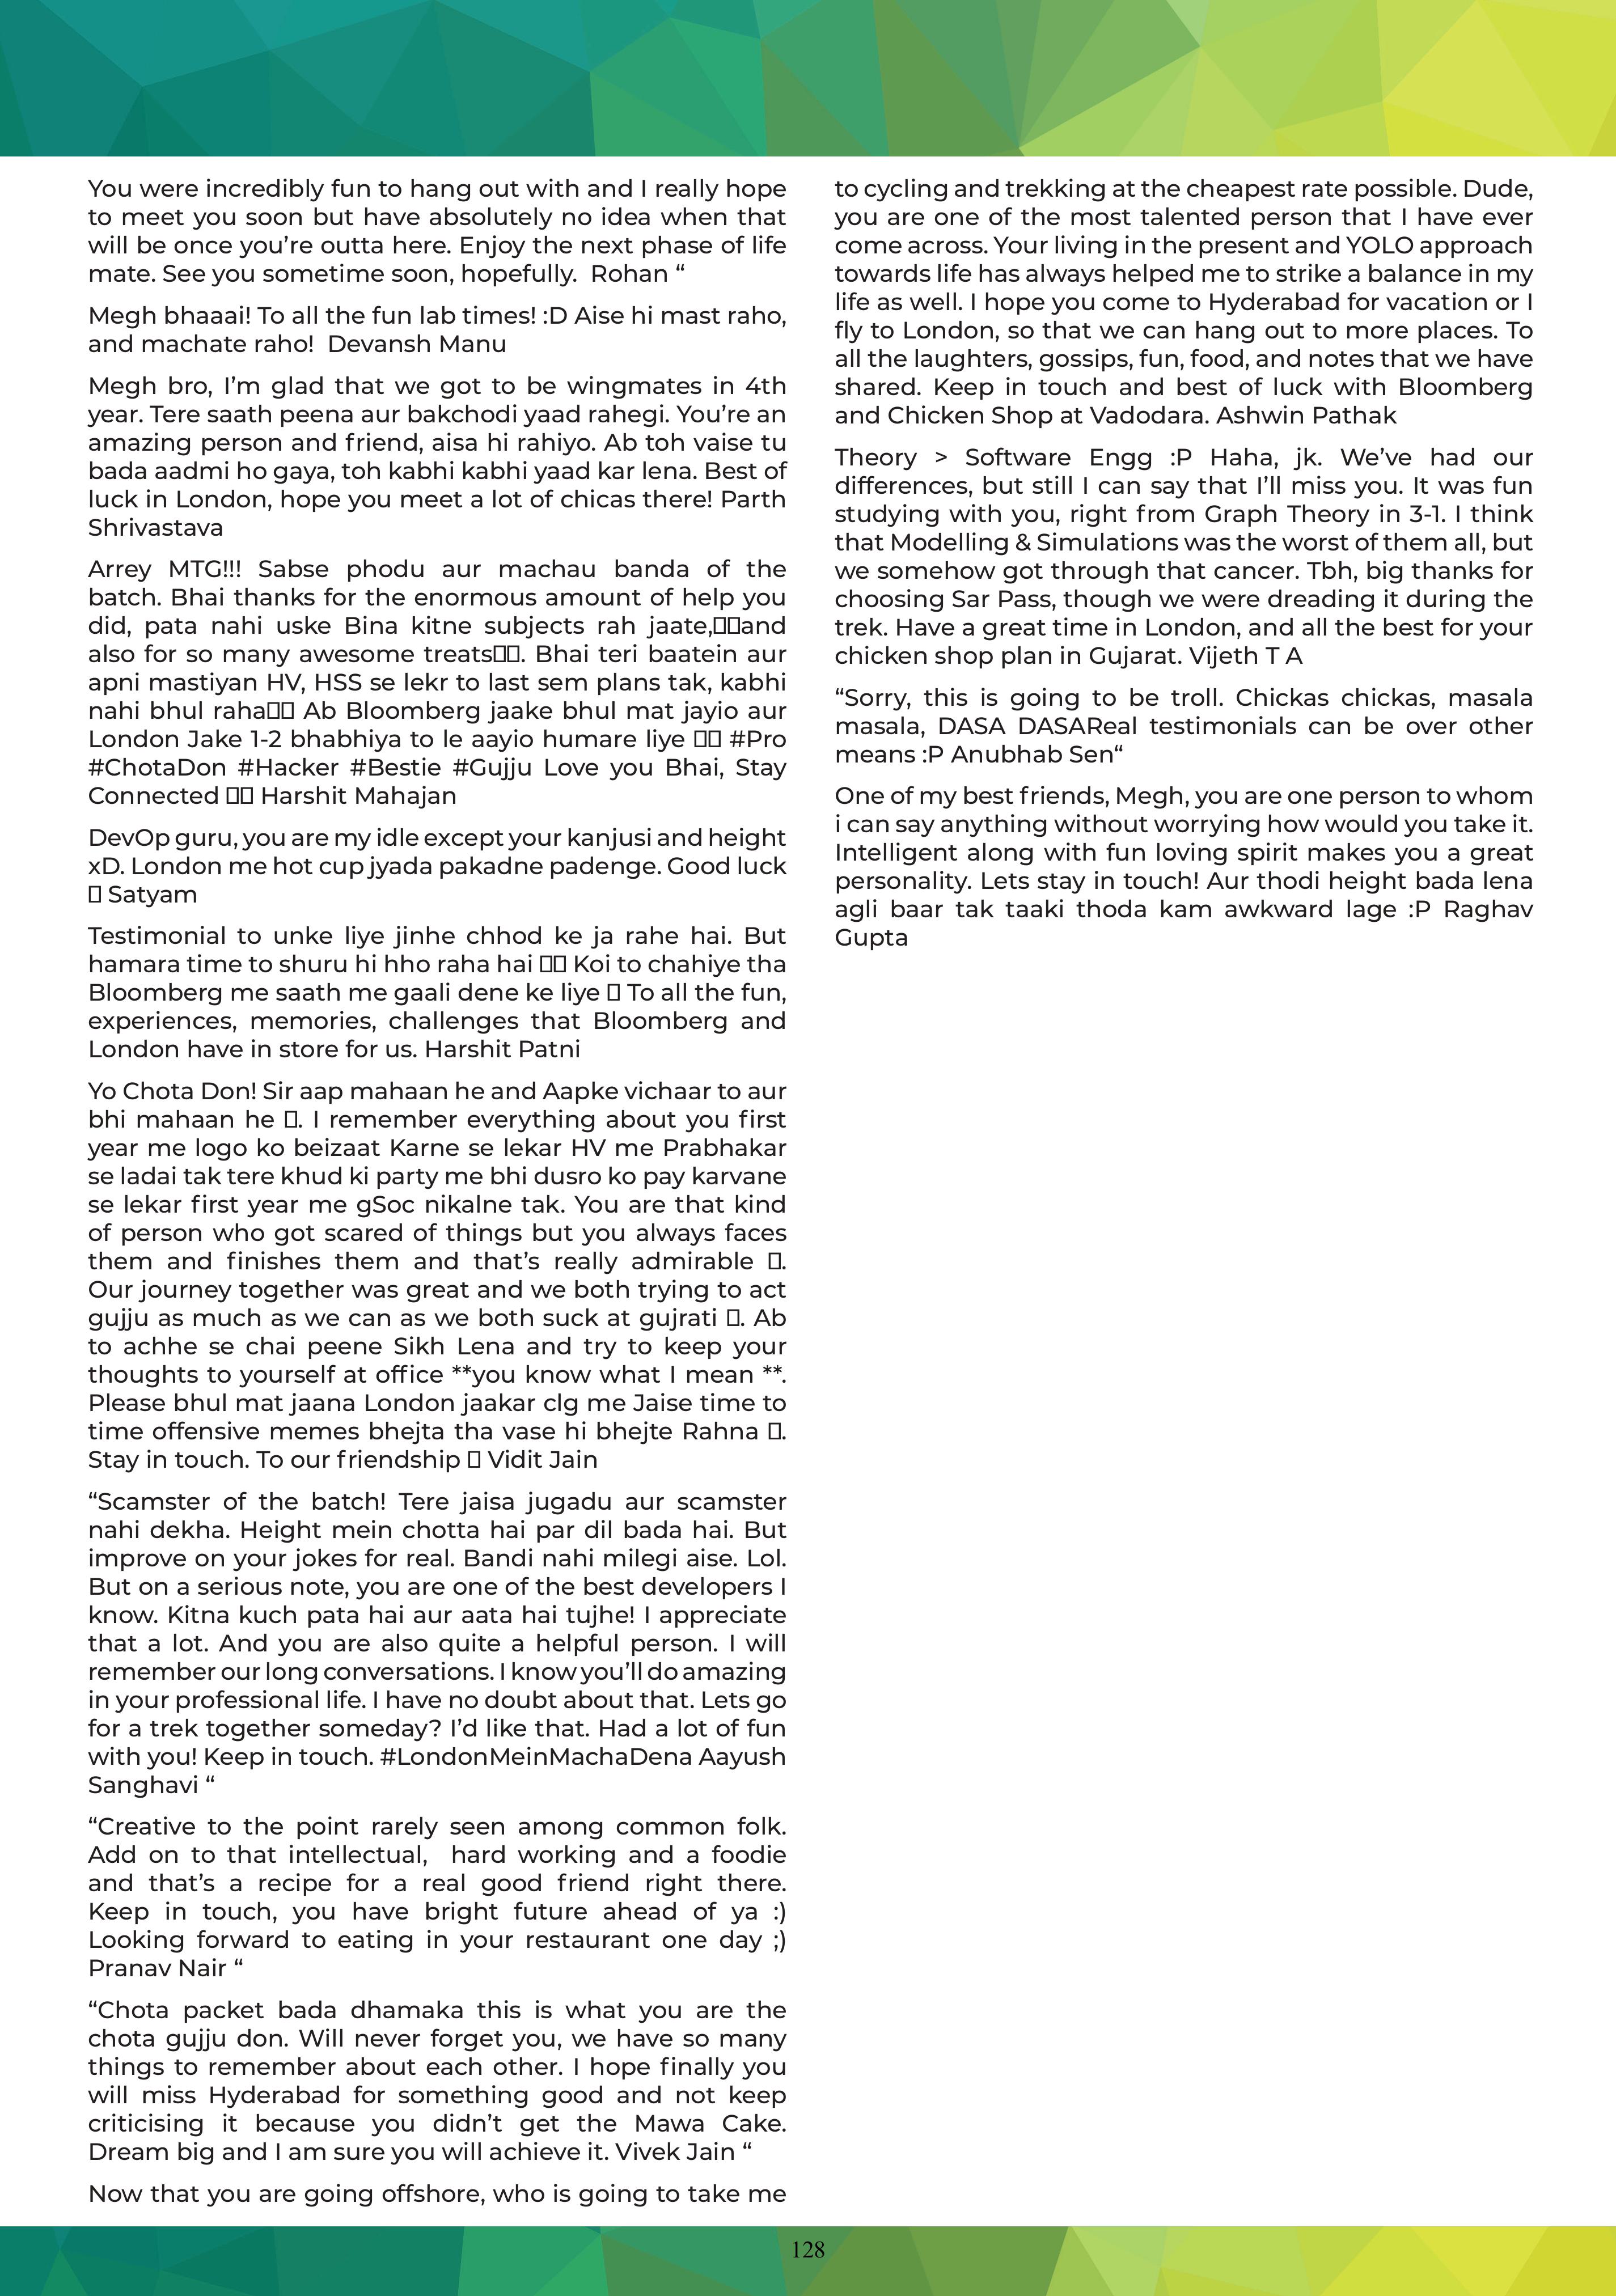 You were incredibly fun to hang out with and I really hope
to meet you soon but have absolutely no idea when that
will be once you’re outta here. Enjoy the next phase of life
mate. See you sometime soon, hopefully.  Rohan “
Megh bhaaai! To all the fun lab times! :D Aise hi mast raho,
and machate raho!  Devansh Manu
Megh bro, I’m glad that we got to be wingmates in 4th
year. Tere saath peena aur bakchodi yaad rahegi. You’re an
amazing person and friend, aisa hi rahiyo. Ab toh vaise tu
bada aadmi ho gaya, toh kabhi kabhi yaad kar lena. Best of
luck in London, hope you meet a lot of chicas there! Parth
Shrivastava
Arrey MTG!!! Sabse phodu aur machau banda of the
batch. Bhai thanks for the enormous amount of help you
did, pata nahi uske Bina kitne subjects rah jaate,▯▯and
also for so many awesome treats▯▯. Bhai teri baatein aur
apni mastiyan HV, HSS se lekr to last sem plans tak, kabhi
nahi bhul raha▯▯ Ab Bloomberg jaake bhul mat jayio aur
London Jake 1-2 bhabhiya to le aayio humare liye ▯▯ #Pro
#ChotaDon #Hacker #Bestie #Gujju Love you Bhai, Stay
Connected ▯▯ Harshit Mahajan
DevOp guru, you are my idle except your kanjusi and height
xD. London me hot cup jyada pakadne padenge. Good luck
▯ Satyam
Testimonial to unke liye jinhe chhod ke ja rahe hai. But
hamara time to shuru hi hho raha hai ▯▯ Koi to chahiye tha
Bloomberg me saath me gaali dene ke liye ▯ To all the fun,
experiences, memories, challenges that Bloomberg and
London have in store for us. Harshit Patni
Yo Chota Don! Sir aap mahaan he and Aapke vichaar to aur
bhi mahaan he ▯. I remember everything about you first
year me logo ko beizaat Karne se lekar HV me Prabhakar
se ladai tak tere khud ki party me bhi dusro ko pay karvane
se lekar first year me gSoc nikalne tak. You are that kind
of person who got scared of things but you always faces
them and finishes them and that’s really admirable ▯.
Our journey together was great and we both trying to act
gujju as much as we can as we both suck at gujrati ▯. Ab
to achhe se chai peene Sikh Lena and try to keep your
thoughts to yourself at office **you know what I mean **.
Please bhul mat jaana London jaakar clg me Jaise time to
time offensive memes bhejta tha vase hi bhejte Rahna ▯.
Stay in touch. To our friendship ▯ Vidit Jain
“Scamster of the batch! Tere jaisa jugadu aur scamster
nahi dekha. Height mein chotta hai par dil bada hai. But
improve on your jokes for real. Bandi nahi milegi aise. Lol.
But on a serious note, you are one of the best developers I
know. Kitna kuch pata hai aur aata hai tujhe! I appreciate
that a lot. And you are also quite a helpful person. I will
remember our long conversations. I know you’ll do amazing
in your professional life. I have no doubt about that. Lets go
for a trek together someday? I’d like that. Had a lot of fun
with you! Keep in touch. #LondonMeinMachaDena Aayush
Sanghavi “
“Creative to the point rarely seen among common folk.
Add on to that intellectual,  hard working and a foodie
and that’s a recipe for a real good friend right there.
Keep in touch, you have bright future ahead of ya :)
Looking forward to eating in your restaurant one day ;)
Pranav Nair “
“Chota packet bada dhamaka this is what you are the
chota gujju don. Will never forget you, we have so many
things to remember about each other. I hope finally you
will miss Hyderabad for something good and not keep
criticising it because you didn’t get the Mawa Cake.
Dream big and I am sure you will achieve it. Vivek Jain “
Now that you are going offshore, who is going to take me
to cycling and trekking at the cheapest rate possible. Dude,
you are one of the most talented person that I have ever
come across. Your living in the present and YOLO approach
towards life has always helped me to strike a balance in my
life as well. I hope you come to Hyderabad for vacation or I
fly to London, so that we can hang out to more places. To
all the laughters, gossips, fun, food, and notes that we have
shared. Keep in touch and best of luck with Bloomberg
and Chicken Shop at Vadodara. Ashwin Pathak
Theory > Software Engg :P Haha, jk. We’ve had our
differences, but still I can say that I’ll miss you. It was fun
studying with you, right from Graph Theory in 3-1. I think
that Modelling & Simulations was the worst of them all, but
we somehow got through that cancer. Tbh, big thanks for
choosing Sar Pass, though we were dreading it during the
trek. Have a great time in London, and all the best for your
chicken shop plan in Gujarat. Vijeth T A
“Sorry, this is going to be troll. Chickas chickas, masala
masala, DASA DASAReal testimonials can be over other
means :P Anubhab Sen“
One of my best friends, Megh, you are one person to whom
i can say anything without worrying how would you take it.
Intelligent along with fun loving spirit makes you a great
personality. Lets stay in touch! Aur thodi height bada lena
agli baar tak taaki thoda kam awkward lage :P Raghav
Gupta
128